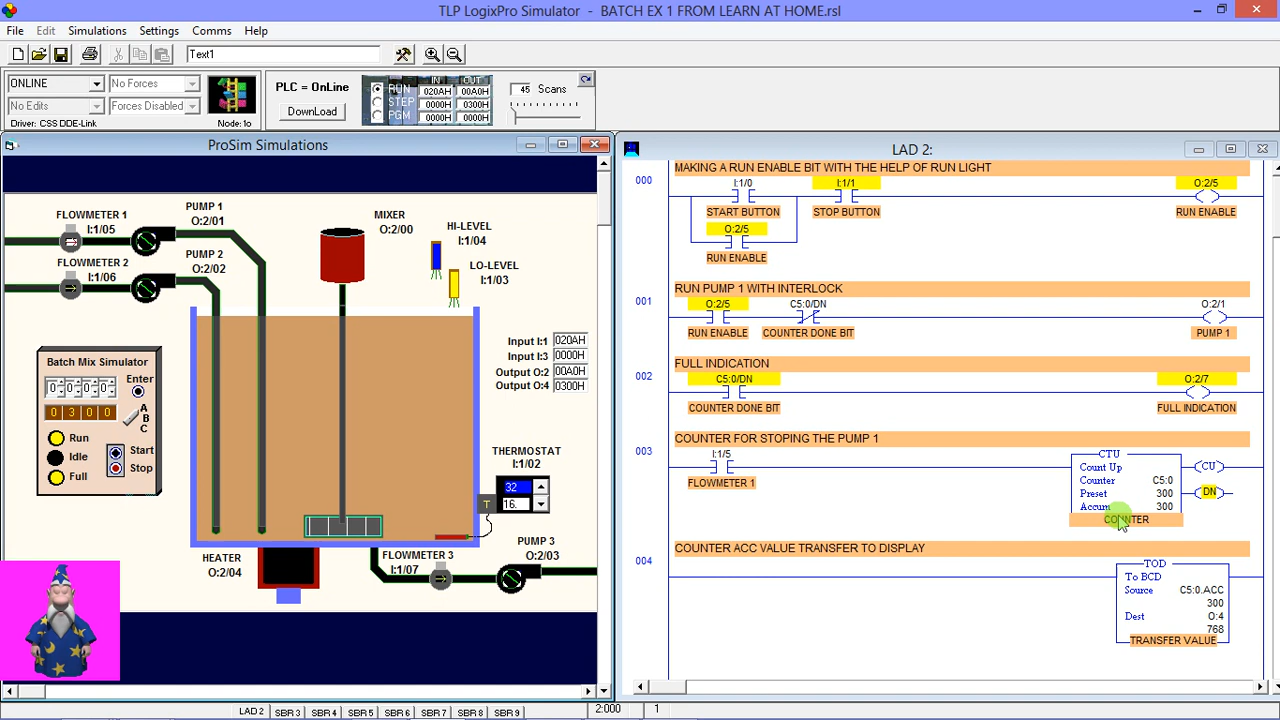 TLP LogixPro Simulator - BATCH EX 1 FROM LEARN AT HOME.rsl
File Edit Simulations Settings Comms Help
Text1
ONLINE No Forces
No Edits Forces Disabled
Driver: CSS DDE-Link Node: 1o
PLC = OnLine
DownLoad
IN OUT
RUN 020AH 00A0H
STEP 0000H 0300H
PGM 0000H 0000H
45 Scans
ProSim Simulations
FLOWMETER 1
I:1/05
PUMP 1
O:2/01
FLOWMETER 2
I:1/06
PUMP 2
O:2/02
MIXER
O:2/00
HI-LEVEL
I:1/04
LO-LEVEL
I:1/03
Input I:1 020AH
Input I:3 0000H
Output O:2 00A0H
Output O:4 0300H
Batch Mix Simulator
0 0 0 0 Enter
0 3 0 0 A B C
Run
Idle
Full
Start
Stop
THERMOSTAT
I:1/02
32
16.
T
HEATER
O:2/04
FLOWMETER 3
I:1/07
PUMP 3
O:2/03
LAD 2:
000
MAKING A RUN ENABLE BIT WITH THE HELP OF RUN LIGHT
I:1/0 I:1/1 O:2/5
START BUTTON STOP BUTTON RUN ENABLE
O:2/5
RUN ENABLE
001
RUN PUMP 1 WITH INTERLOCK
O:2/5 C5:0/DN O:2/1
RUN ENABLE COUNTER DONE BIT PUMP 1
002
FULL INDICATION
C5:0/DN O:2/7
COUNTER DONE BIT FULL INDICATION
003
COUNTER FOR STOPING THE PUMP 1
I:1/5
FLOWMETER 1
CTU
Count Up CU
Counter C5:0
Preset 300 DN
Accum 300
COUNTER
004
COUNTER ACC VALUE TRANSFER TO DISPLAY
TOD
To BCD
Source C5:0.ACC
300
Dest O:4
768
TRANSFER VALUE
LAD 2 SBR 3 SBR 4 SBR 5 SBR 6 SBR 7 SBR 8 SBR 9 2:000 1